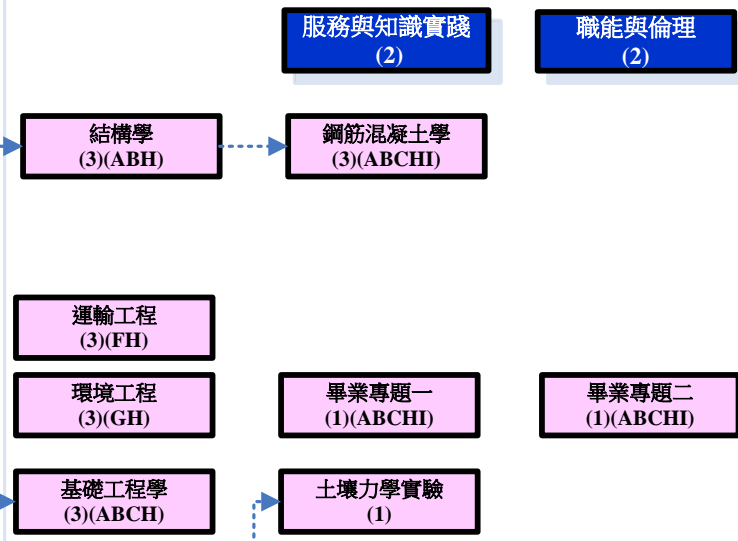 服務與知識實踐
(2)
職能與倫理
(2)
結構學
(3)(ABH)
鋼筋混凝土學
(3)(ABCHI)
運輸工程
(3)(FH)
環境工程
(3)(GH)
畢業專題一
(1)(ABCHI)
畢業專題二
(1)(ABCHI)
基礎工程學
(3)(ABCH)
土壤力學實驗
(1)